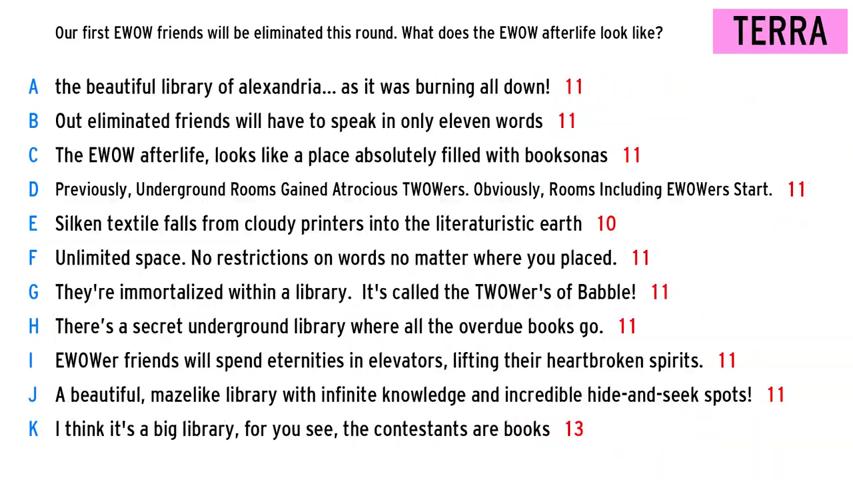 Our first EWOW friends will be eliminated this round. What does the EWOW afterlife look like?
TERRA
A the beautiful library of alexandria... as it was burning all down! 11
B Out eliminated friends will have to speak in only eleven words 11
C The EWOW afterlife, looks like a place absolutely filled with booksonas 11
D Previously, Underground Rooms Gained Atrocious TWOWers. Obviously, Rooms Including EWOWers Start. 11
E Silken textile falls from cloudy printers into the literaturistic earth 10
F Unlimited space. No restrictions on words no matter where you placed. 11
G They're immortalized within a library.  It's called the TWOWer's of Babble! 11
H There’s a secret underground library where all the overdue books go. 11
I EWOWer friends will spend eternities in elevators, lifting their heartbroken spirits. 11
J A beautiful, mazelike library with infinite knowledge and incredible hide-and-seek spots! 11
K I think it's a big library, for you see, the contestants are books 13